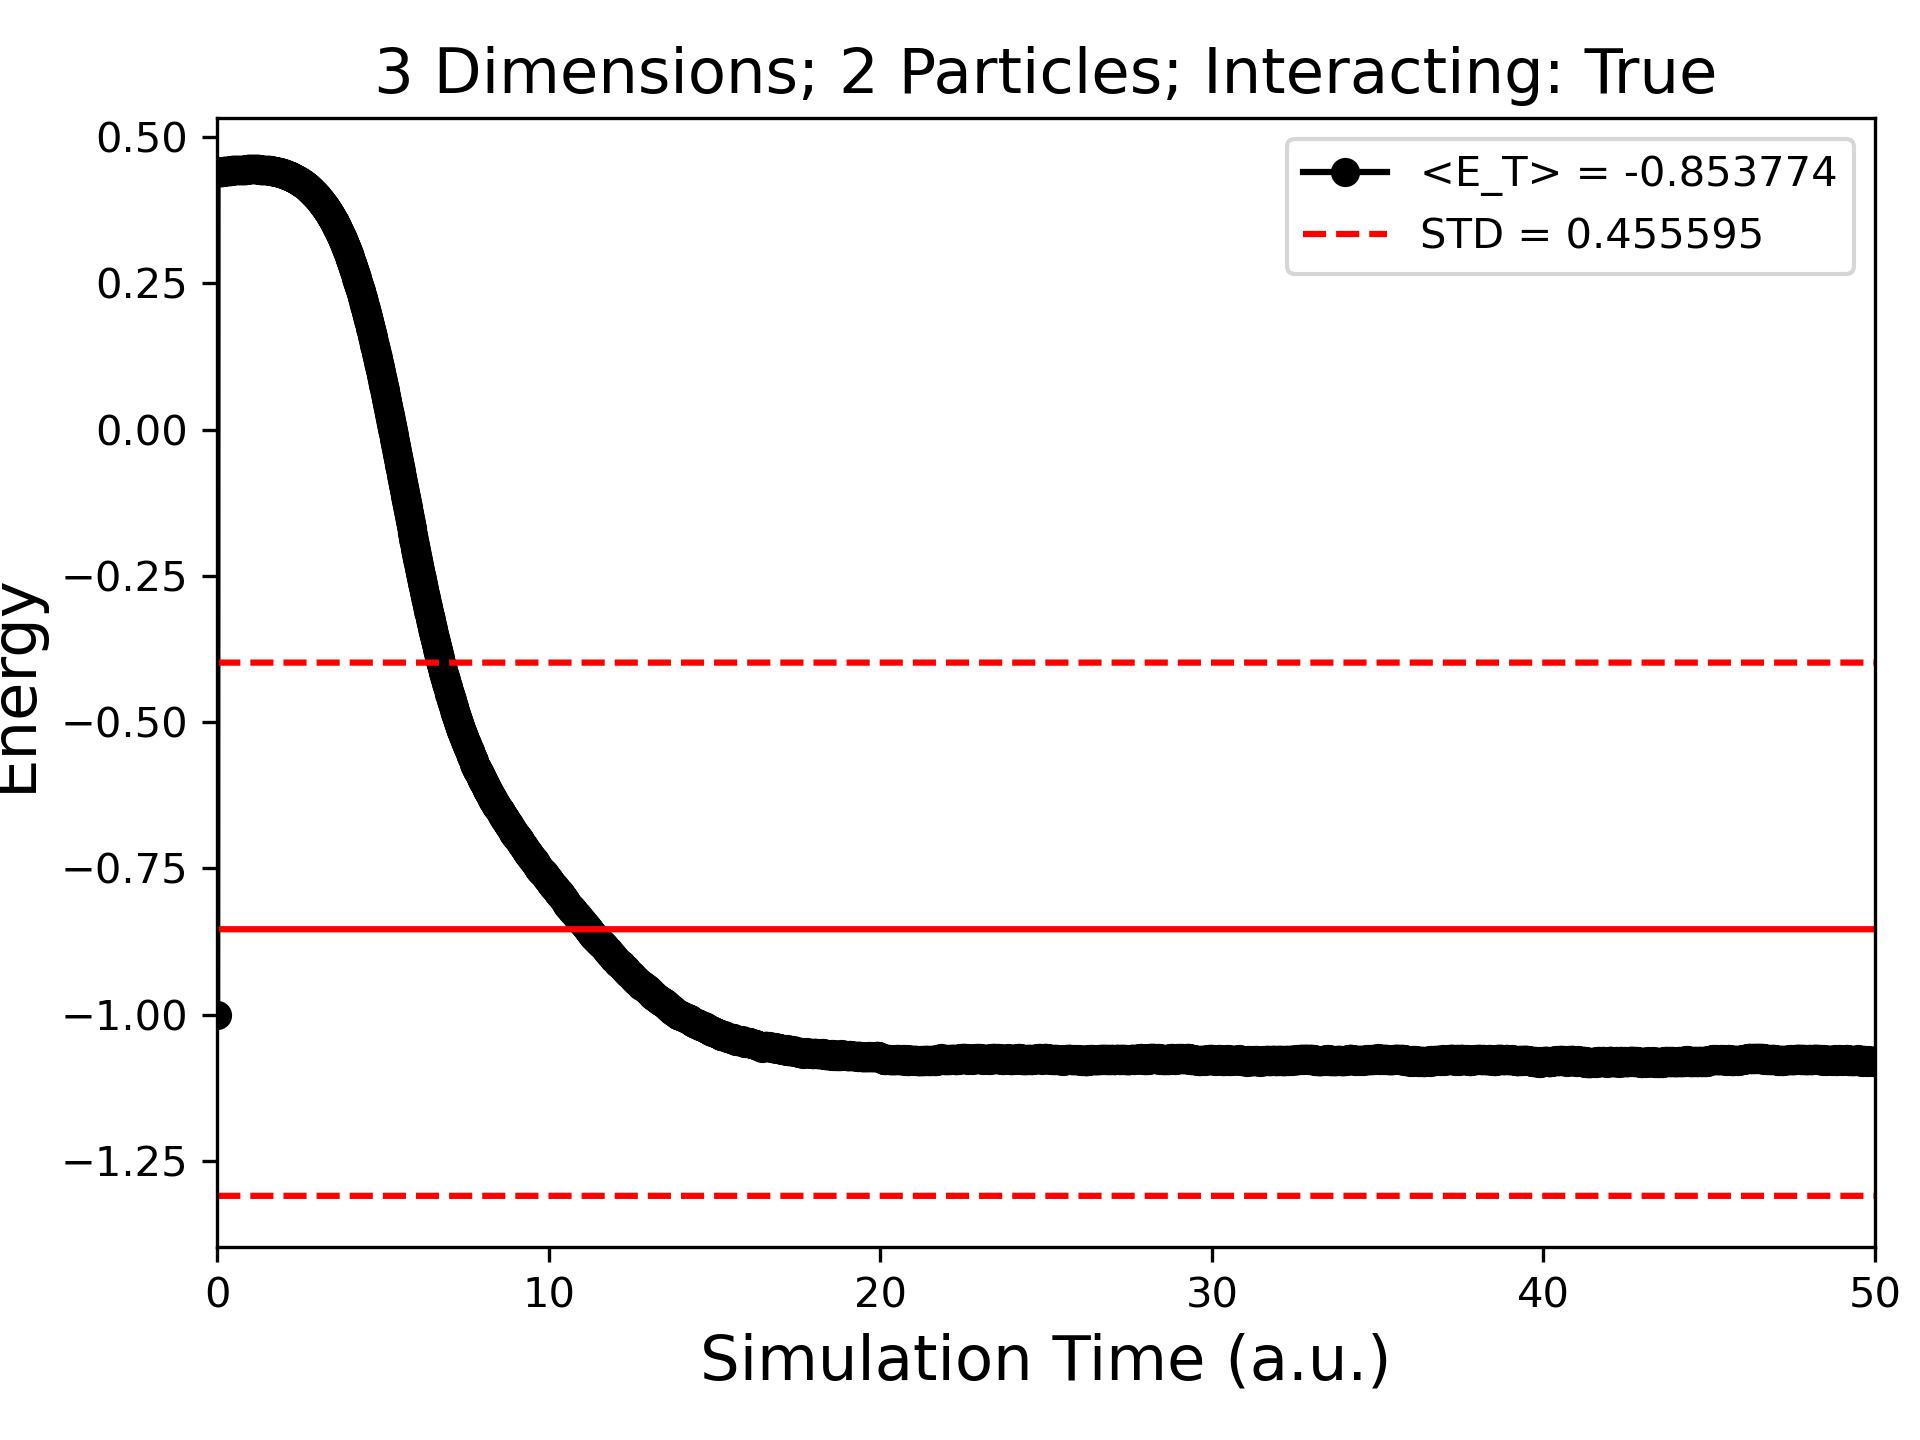 3 Dimensions; 2 Particles; Interacting: True
<E_T> = -0.853774
STD = 0.455595
Energy
0.50
0.25
0.00
−0.25
−0.50
−0.75
−1.00
−1.25
0 10 20 30 40 50
Simulation Time (a.u.)